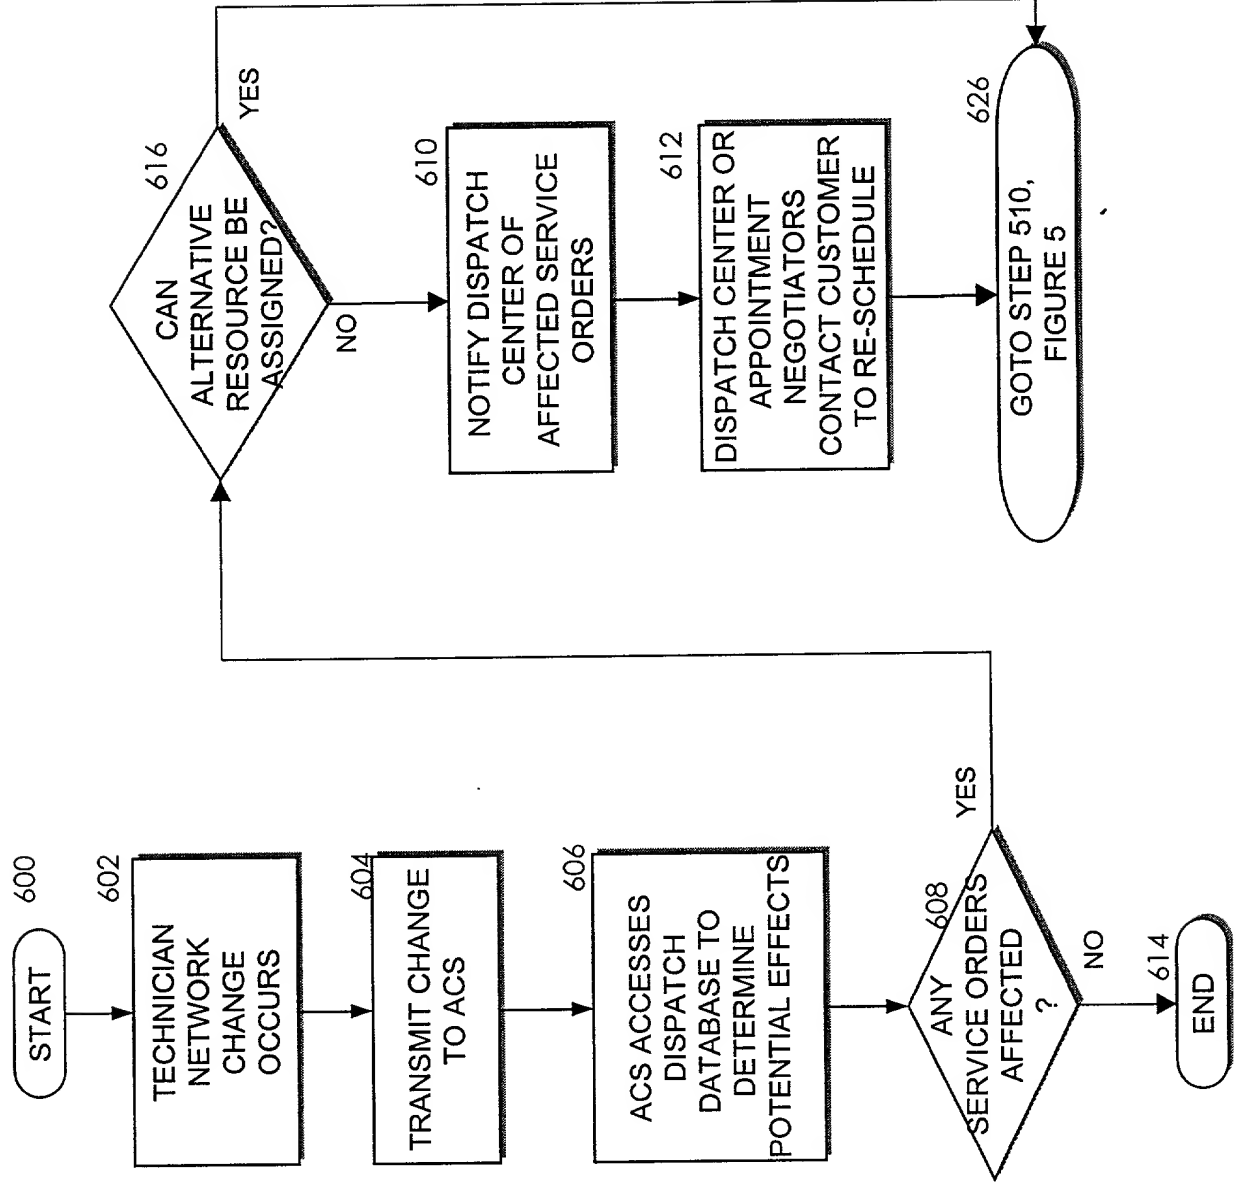 600
START
602
TECHNICIAN
NETWORK
CHANGE
OCCURS
604
TRANSMIT CHANGE
TO ACS
606
ACS ACCESSES
DISPATCH
DATABASE TO
DETERMINE
POTENTIAL EFFECTS
608
ANY
SERVICE ORDERS
AFFECTED
?
YES
NO
614
END
616
CAN
ALTERNATIVE
RESOURCE BE
ASSIGNED?
YES
NO
610
NOTIFY DISPATCH
CENTER OF
AFFECTED SERVICE
ORDERS
612
DISPATCH CENTER OR
APPOINTMENT
NEGOTIATORS
CONTACT CUSTOMER
TO RE-SCHEDULE
626
GOTO STEP 510,
FIGURE 5